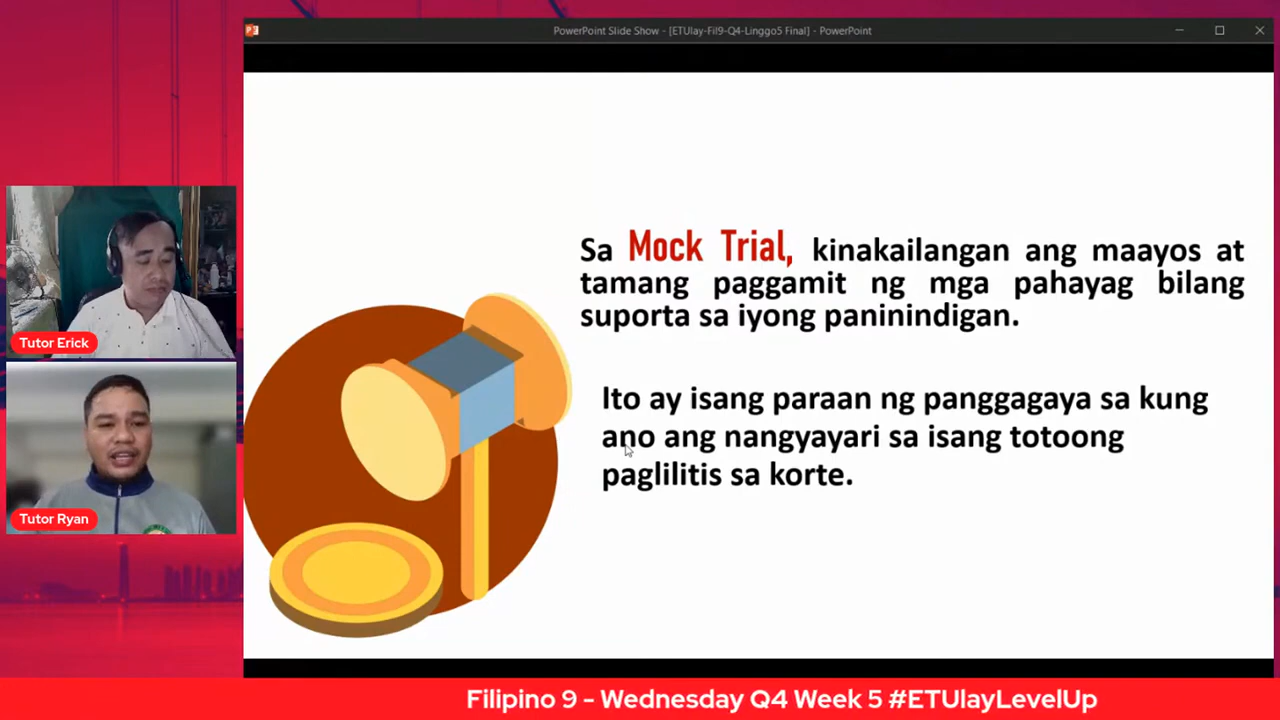 PowerPoint Slide Show - [ETUlay-Fil9-Q4-Linggo5 Final] - PowerPoint
Sa Mock Trial, kinakailangan ang maayos at
tamang paggamit ng mga pahayag bilang
suporta sa iyong paninindigan.
Ito ay isang paraan ng panggagaya sa kung
ano ang nangyayari sa isang totoong
paglilitis sa korte.
Tutor Erick
Tutor Ryan
Filipino 9 - Wednesday Q4 Week 5 #ETUlayLevelUp